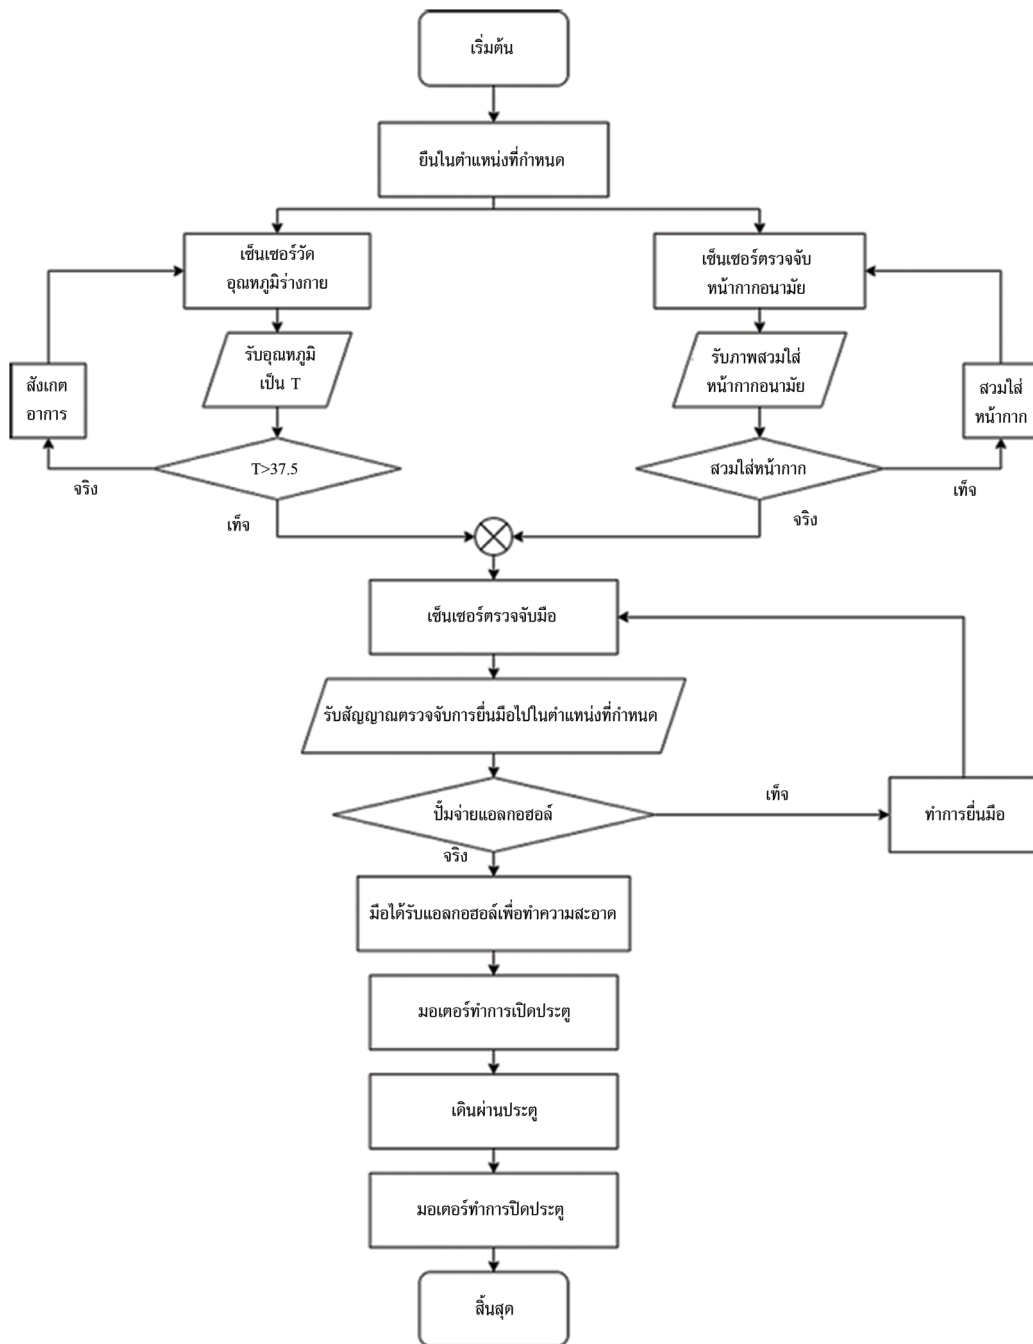 เริ่มต้น
ยืนในตำแหน่งที่กำหนด
เซ็นเซอร์วัด
อุณหภูมิร่างกาย
เซ็นเซอร์ตรวจจับ
หน้ากากอนามัย
รับอุณหภูมิ
เป็น T
รับภาพสวมใส่
หน้ากากอนามัย
สังเกต
อาการ
สวมใส่
หน้ากาก
T>37.5
สวมใส่หน้ากาก
จริง
เท็จ
เท็จ
จริง
เซ็นเซอร์ตรวจจับมือ
รับสัญญาณตรวจจับการยื่นมือไปในตำแหน่งที่กำหนด
ปั๊มจ่ายแอลกอฮอล์
เท็จ
ทำการยื่นมือ
จริง
มือได้รับแอลกอฮอล์เพื่อทำความสะอาด
มอเตอร์ทำการเปิดประตู
เดินผ่านประตู
มอเตอร์ทำการปิดประตู
สิ้นสุด